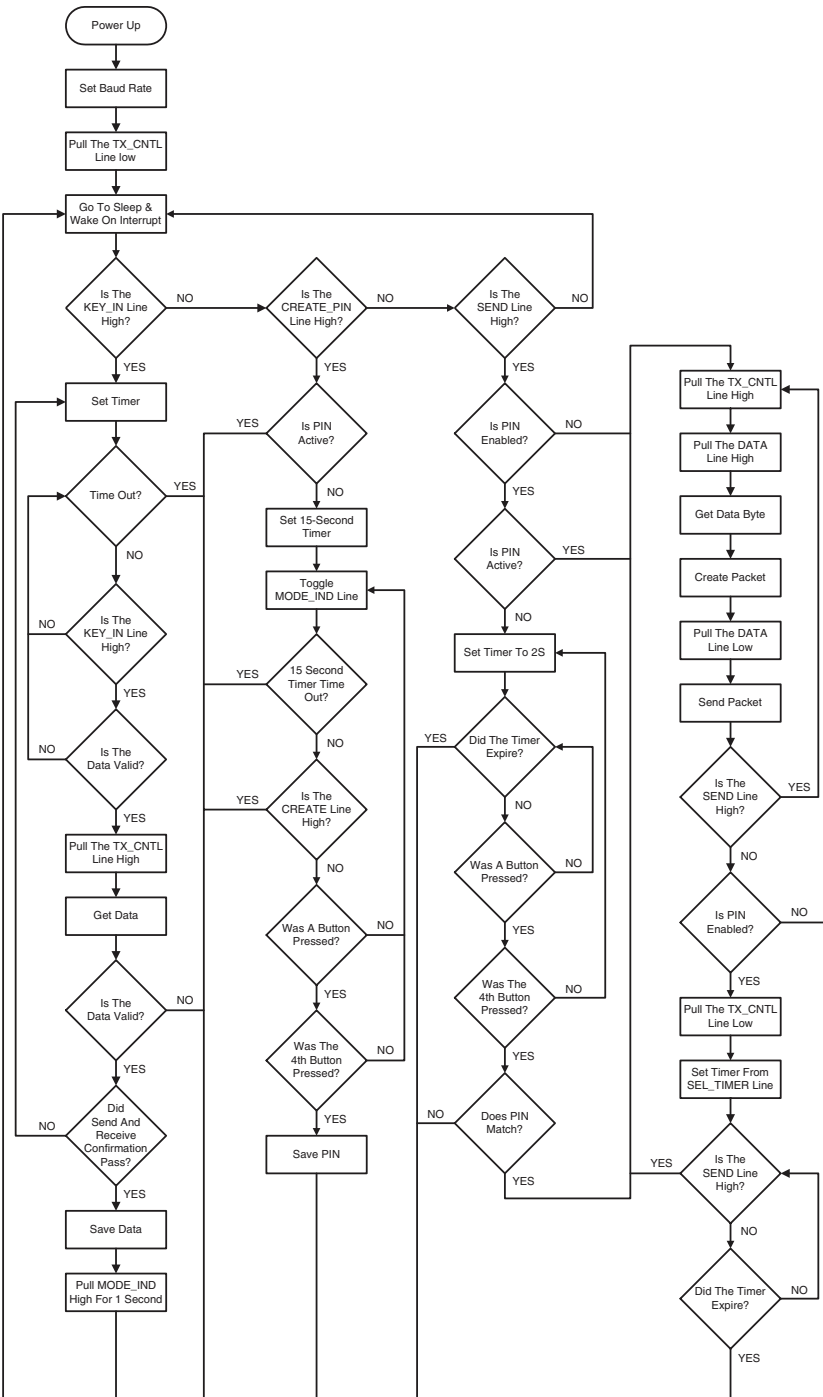 Power Up
Set Baud Rate
Pull The TX_CNTL
Line low
Go To Sleep &
Wake On Interrupt
Is The
KEY_IN Line
High?
NO
YES
Set Timer
Time Out?
YES
NO
Is The
KEY_IN Line
High?
NO
YES
Is The
Data Valid?
NO
YES
Pull The TX_CNTL
Line High
Get Data
Is The
Data Valid?
NO
YES
Did
Send And
Receive
Confirmation
Pass?
NO
YES
Save Data
Pull MODE_IND
High For 1 Second
Is The
CREATE_PIN
Line High?
NO
YES
Is PIN
Active?
YES
NO
Set 15-Second
Timer
Toggle
MODE_IND Line
15 Second
Timer Time
Out?
YES
NO
Is The
CREATE Line
High?
YES
NO
Was A Button
Pressed?
NO
YES
Was The
4th Button
Pressed?
NO
YES
Save PIN
Is The
SEND Line
High?
NO
YES
Is PIN
Enabled?
NO
YES
Is PIN
Active?
YES
NO
Set Timer To 2S
Did The Timer
Expire?
YES
NO
Was A Button
Pressed?
NO
YES
Was The
4th Button
Pressed?
NO
YES
Does PIN
Match?
NO
YES
Pull The TX_CNTL
Line High
Pull The DATA
Line High
Get Data Byte
Create Packet
Pull The DATA
Line Low
Send Packet
Is The
SEND Line
High?
YES
NO
Is PIN
Enabled?
NO
YES
Pull The TX_CNTL
Line Low
Set Timer From
SEL_TIMER Line
Is The
SEND Line
High?
YES
NO
Did The Timer
Expire?
NO
YES